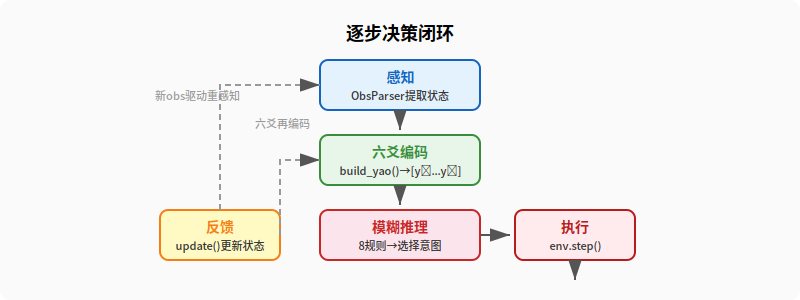 逐步决策闭环
感知
ObsParser提取状态
新obs驱动重感知
六爻再编码
六爻编码
build_yao()→[y□...y□]
反馈
update()更新状态
模糊推理
8规则→选择意图
执行
env.step()